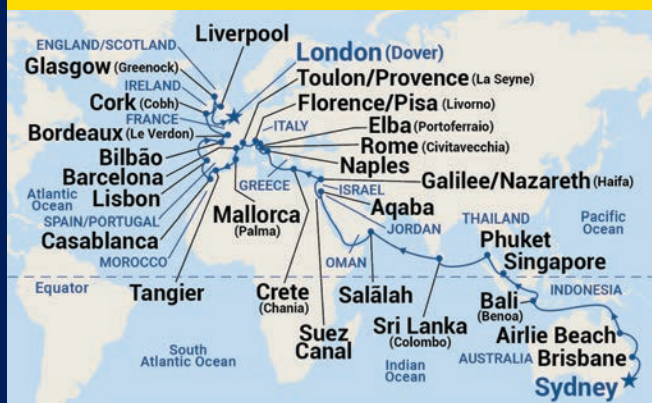 ENGLAND/SCOTLAND
Liverpool
London (Dover)
Glasgow (Greenock)
Toulon/Provence (La Seyne)
IRELAND
Cork (Cobh)
Florence/Pisa (Livorno)
FRANCE
ITALY
Elba (Portoferraio)
Bordeaux (Le Verdon)
Rome (Civitavecchia)
Bilbāo
Naples
Barcelona
Galilee/Nazareth (Haifa)
GREECE
ISRAEL
Atlantic
Ocean
Lisbon
Mallorca
(Palma)
Aqaba
SPAIN/PORTUGAL
JORDAN
THAILAND
Pacific
Ocean
Casablanca
Phuket
MOROCCO
OMAN
Singapore
Equator
Tangier
Crete
(Chania)
Salālah
Bali
(Benoa)
INDONESIA
Suez
Canal
Sri Lanka
(Colombo)
Airlie Beach
South
Atlantic Ocean
Indian
Ocean
AUSTRALIA
Brisbane
Sydney